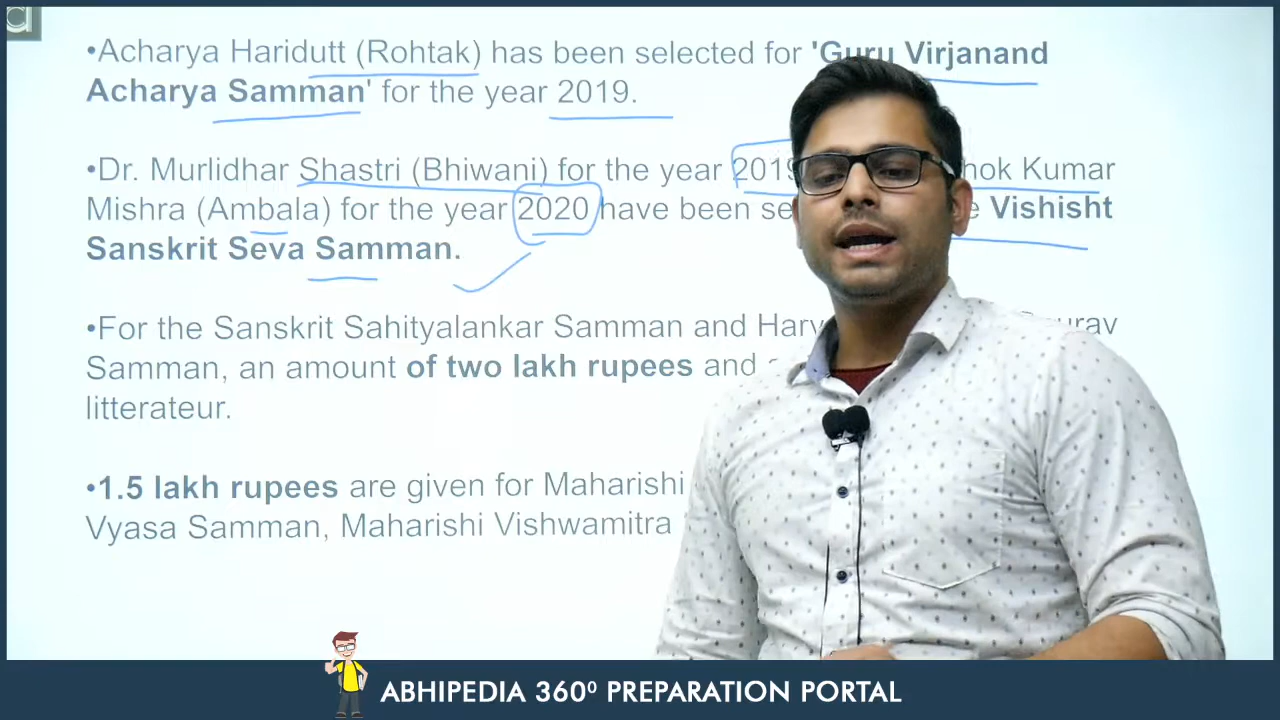 •Acharya Haridutt (Rohtak) has been selected for 'Guru Virjanand
Acharya Samman' for the year 2019.
•Dr. Murlidhar Shastri (Bhiwani) for the year 2019 Kumar
Mishra (Ambala) for the year 2020 have been Vishisht
Sanskrit Seva Samman.
•For the Sanskrit Sahityalankar Samman and
Samman, an amount of two lakh rupees and
litterateur.
•1.5 lakh rupees are given for Maharishi
Vyasa Samman, Maharishi Vishwamitra
ABHIPEDIA 360⁰ PREPARATION PORTAL